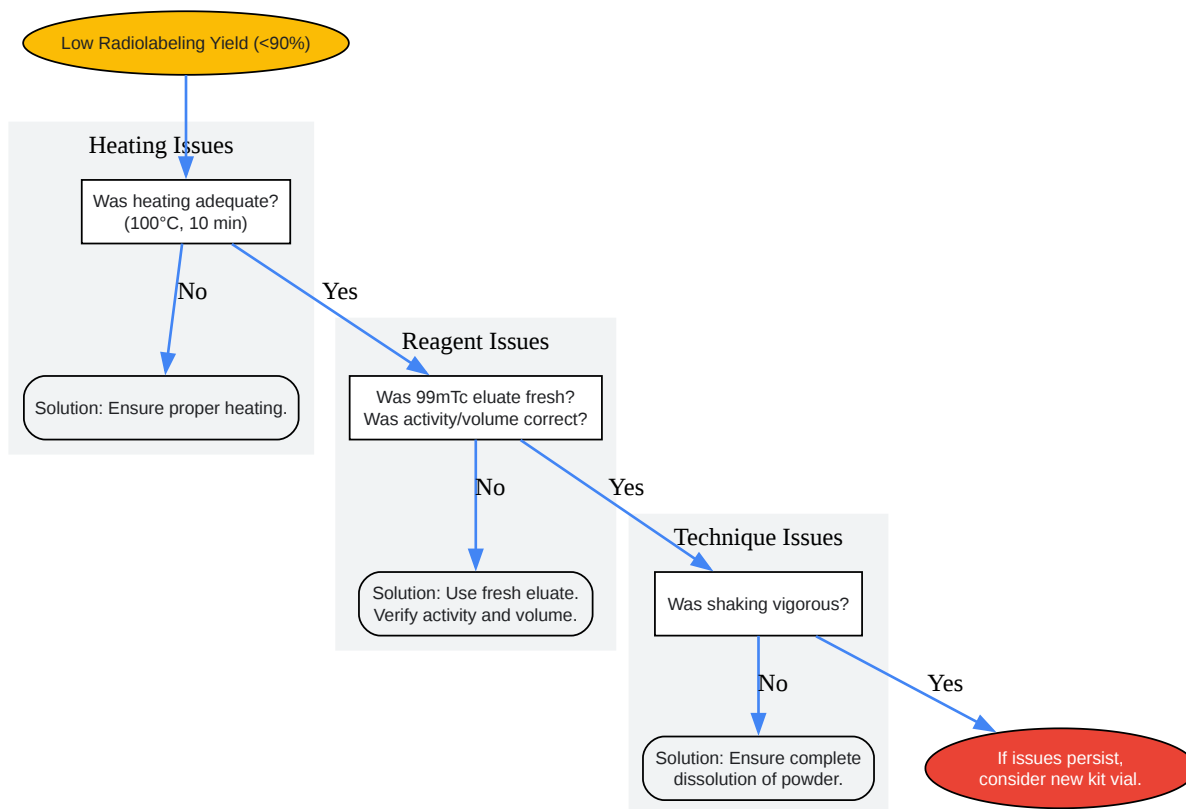 Low Radiolabeling Yield (<90%)
Heating Issues
Was heating adequate?
(100°C, 10 min)
No
Yes
Solution: Ensure proper heating.
Reagent Issues
Was 99mTc eluate fresh?
Was activity/volume correct?
No
Yes
Solution: Use fresh eluate.
Verify activity and volume.
Technique Issues
Was shaking vigorous?
No
Yes
Solution: Ensure complete
dissolution of powder.
If issues persist,
consider new kit vial.